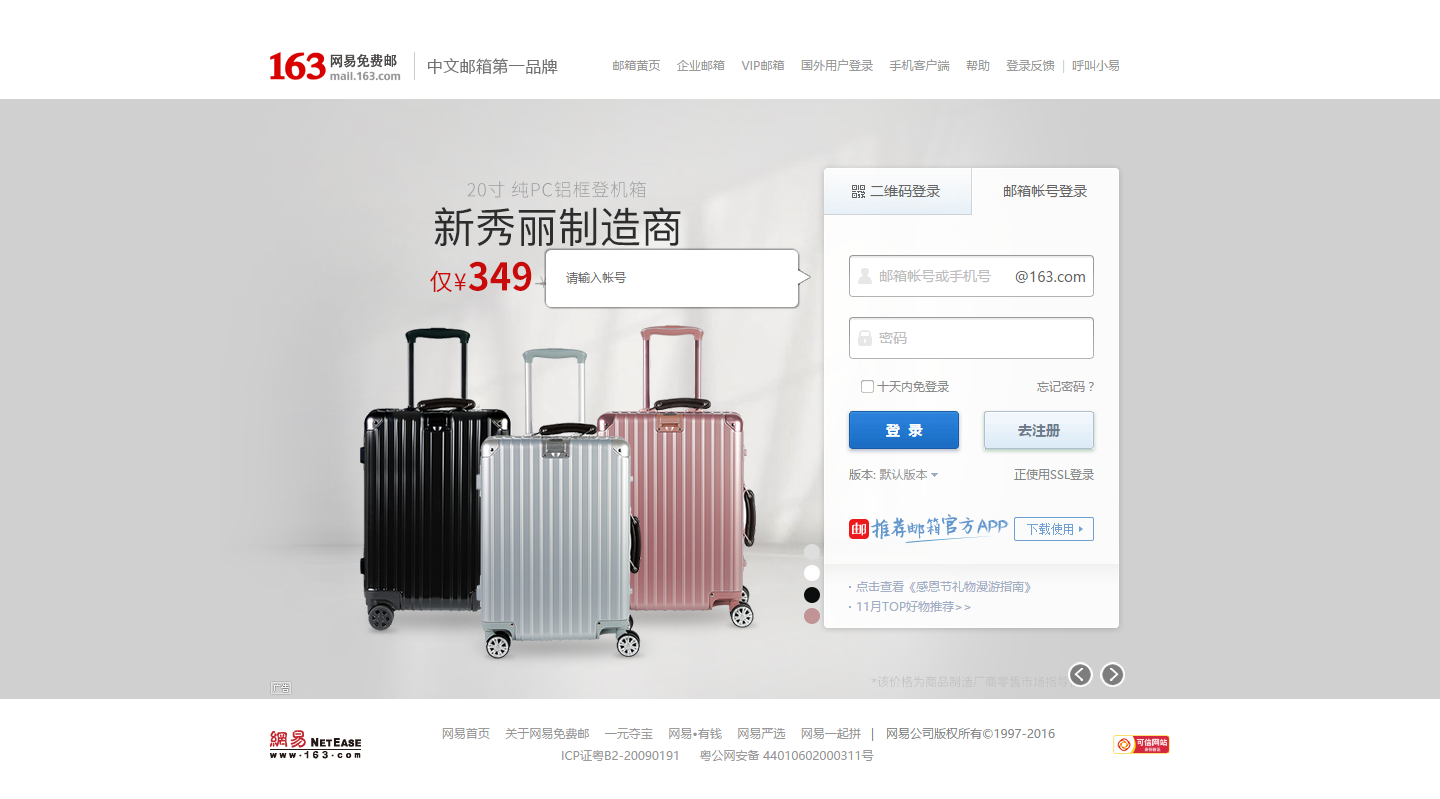 163 网易免费邮
mail.163.com
中文邮箱第一品牌
邮箱黄页 企业邮箱 VIP邮箱 国外用户登录 手机客户端 帮助 登录反馈 | 呼叫小易
20寸 纯PC铝框登机箱
新秀丽制造商
仅¥349
请输入帐号
二维码登录 邮箱帐号登录
邮箱帐号或手机号 @163.com
密码
十天内免登录 忘记密码?
登 录 去注册
版本: 默认版本 正使用SSL登录
邮 推荐邮箱官方APP 下载使用
· 点击查看《感恩节礼物漫游指南》
· 11月TOP好物推荐>>
*该价格为商品制造厂商零售市场指导
广告
網易 NETEASE
www.163.com
网易首页 关于网易免费邮 一元夺宝 网易•有钱 网易严选 网易一起拼 | 网易公司版权所有©1997-2016
ICP证粤B2-20090191 粤公网安备 44010602000311号
可信网站